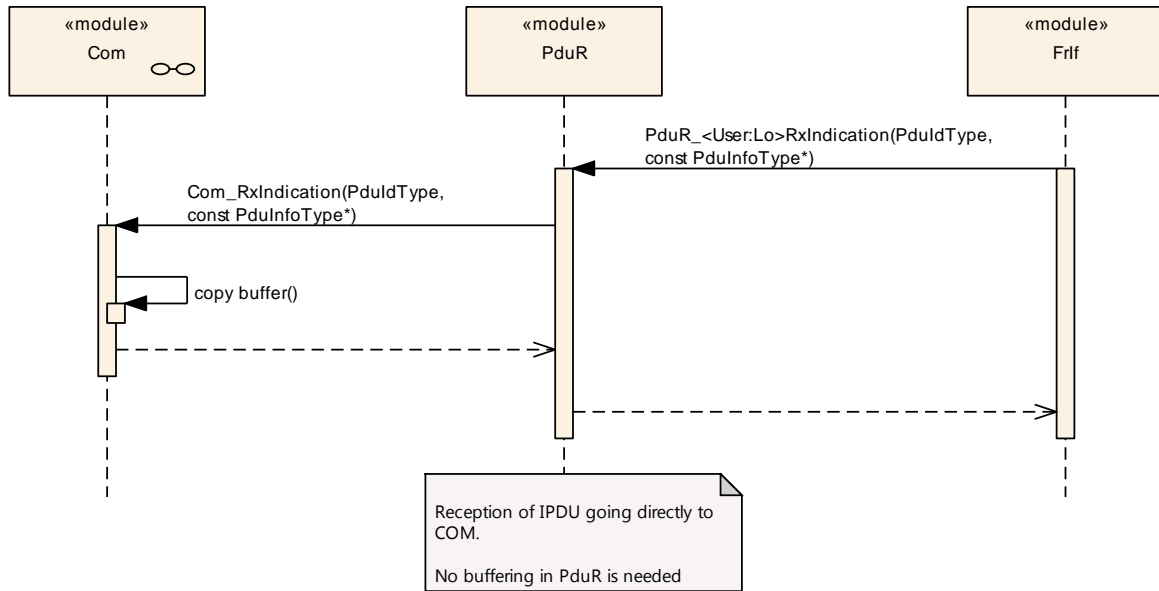 «module»
Com
«module»
PduR
«module»
FrIf
PduR_<User:Lo>RxIndication(PduIdType,
const PduInfoType*)
Com_RxIndication(PduIdType,
const PduInfoType*)
copy buffer()
Reception of IPDU going directly to
COM.
No buffering in PduR is needed